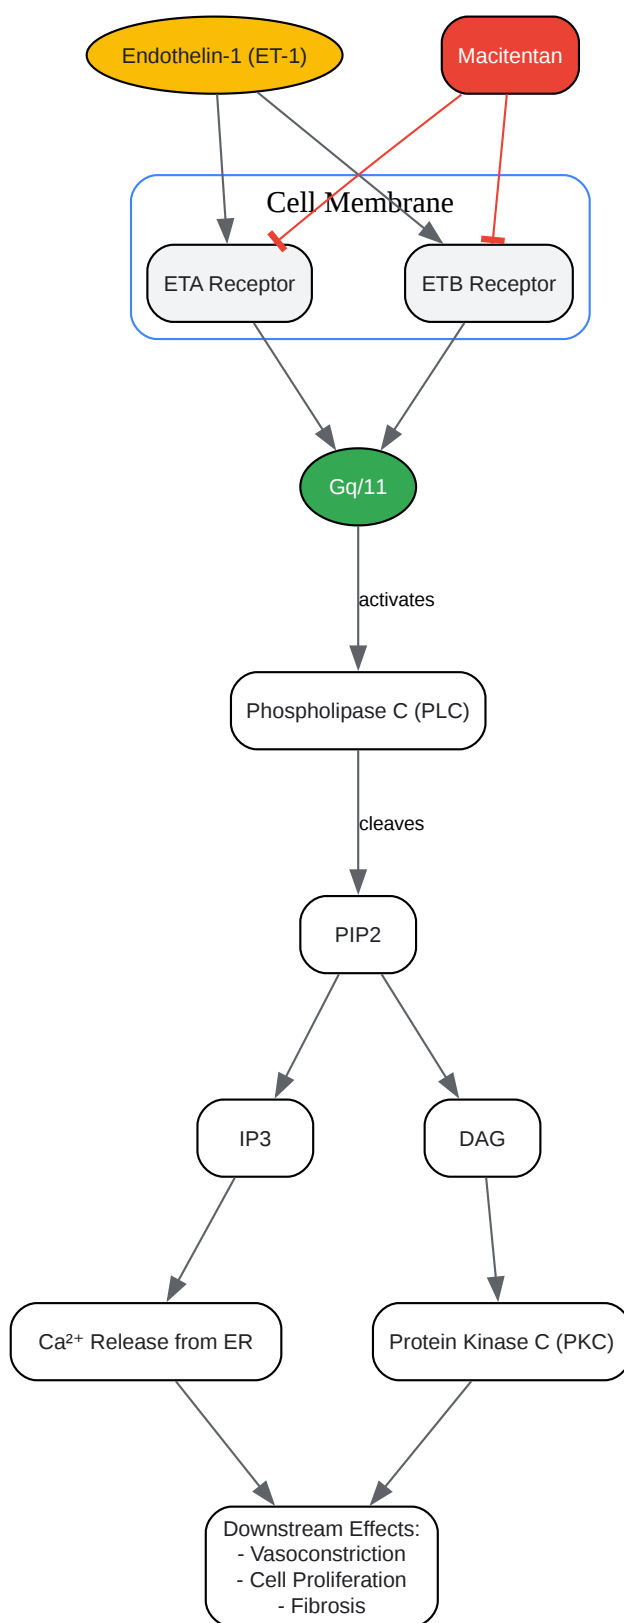 Endothelin-1 (ET-1)
Macitentan
Cell Membrane
ETA Receptor
ETB Receptor
Gq/11
activates
Phospholipase C (PLC)
cleaves
PIP2
IP3
DAG
Ca²⁺ Release from ER
Protein Kinase C (PKC)
Downstream Effects:
- Vasoconstriction
- Cell Proliferation
- Fibrosis